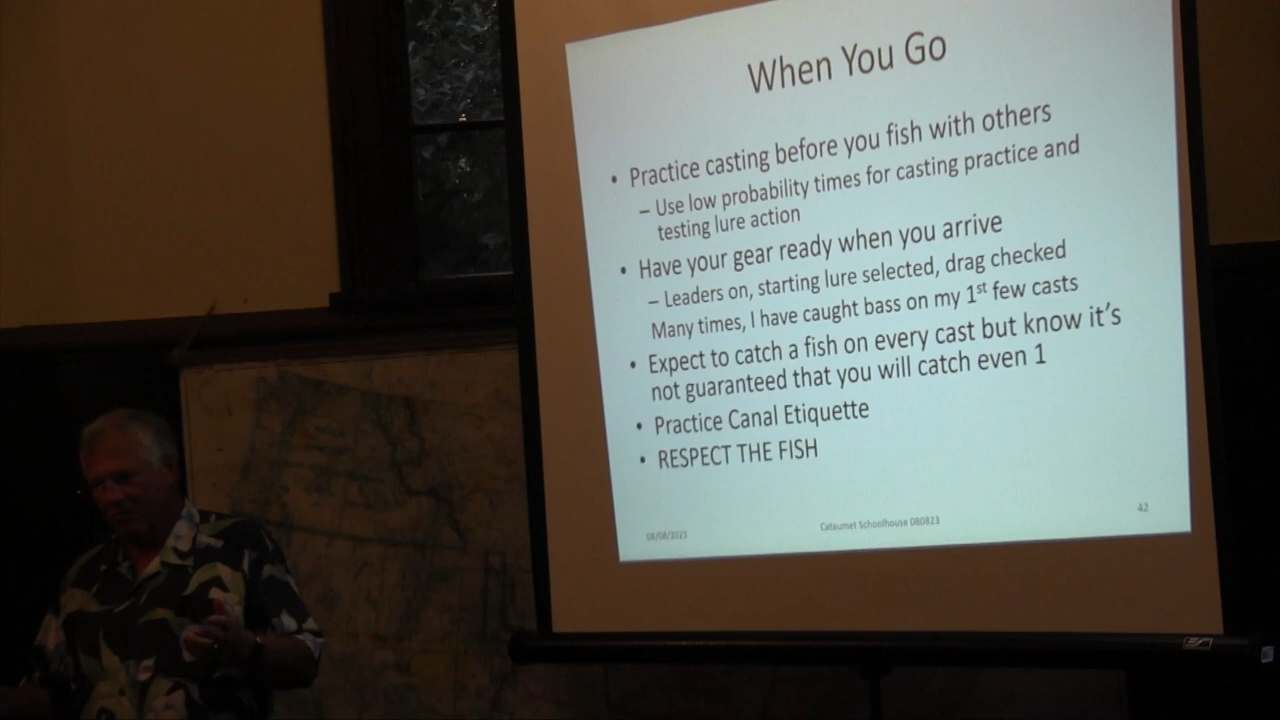 When You Go
• Practice casting before you fish with others
– Use low probability times for casting practice and
testing lure action
• Have your gear ready when you arrive
– Leaders on, starting lure selected, drag checked
Many times, I have caught bass on my 1st few casts
• Expect to catch a fish on every cast but know it's
not guaranteed that you will catch even 1
• Practice Canal Etiquette
• RESPECT THE FISH
08/08/2023
Cataumet Schoolhouse 080823
42